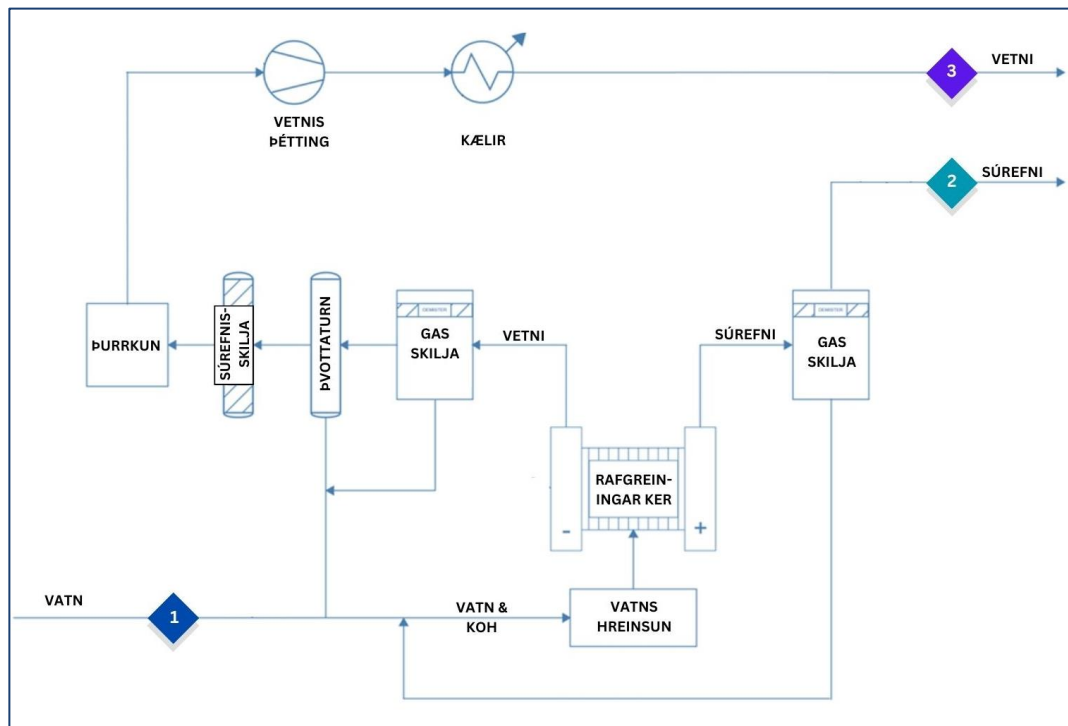 3
VETNI
VETNIS
ÞÉTTING
KÆLIR
2
SÚREFNI
ÞURRKUN
SÚREFNIS-
SKILJA
ÞVOTTATURN
DEMISTER
GAS
SKILJA
VETNI
SÚREFNI
DEMISTER
GAS
SKILJA
RAFGREIN-
INGAR KER
-
+
VATN
1
VATN &
KOH
VATNS
HREINSUN